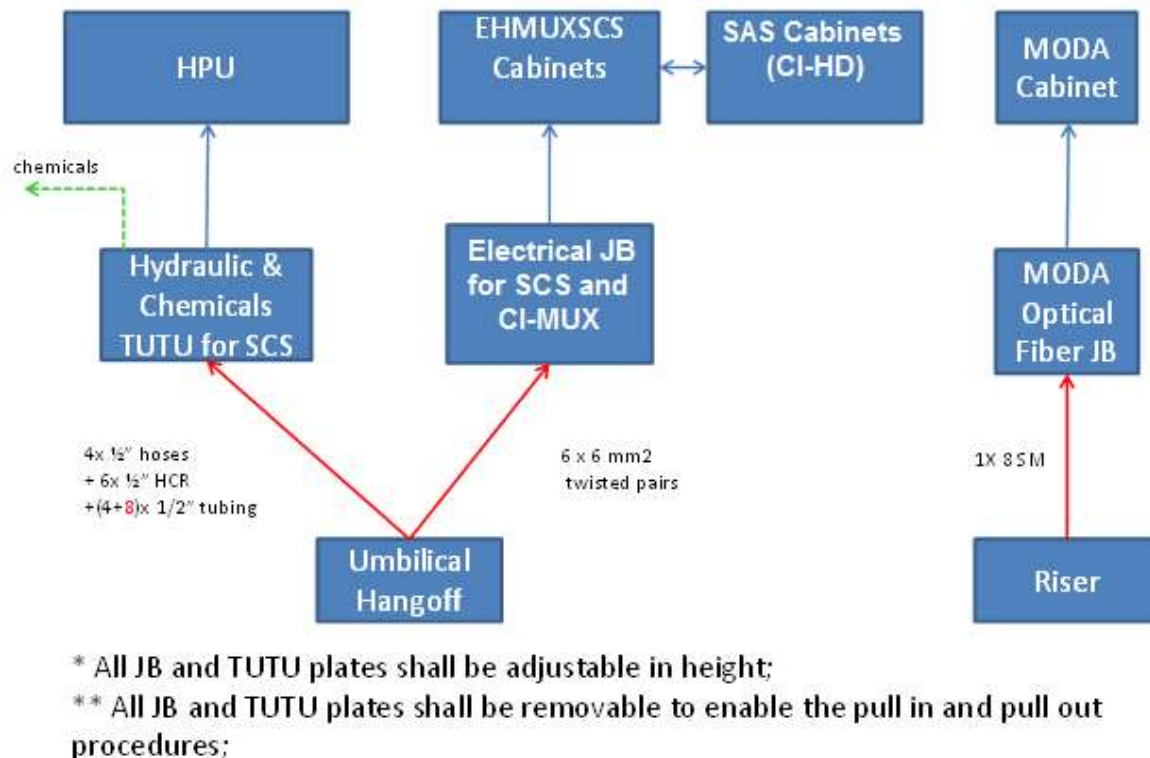 HPU
EHMUXSCS
Cabinets
SAS Cabinets
(CI-HD)
MODA
Cabinet
chemicals
Hydraulic &
Chemicals
TUTU for SCS
Electrical JB
for SCS and
CI-MUX
MODA
Optical
Fiber JB
4x ½" hoses
+ 6x ½" HCR
+(4+8)x 1/2" tubing
6 x 6 mm2
twisted pairs
1X 8 SM
Umbilical
Hangoff
Riser
* All JB and TUTU plates shall be adjustable in height;
** All JB and TUTU plates shall be removable to enable the pull in and pull out
procedures;